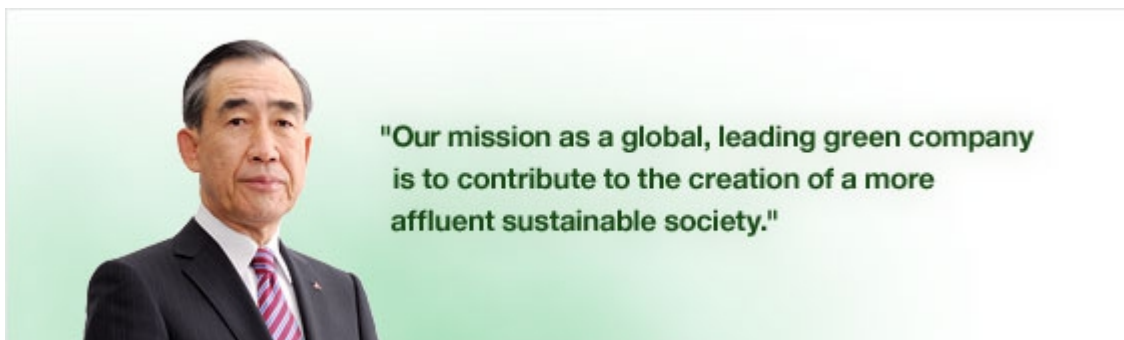 "Our mission as a global, leading green company
is to contribute to the creation of a more
affluent sustainable society."